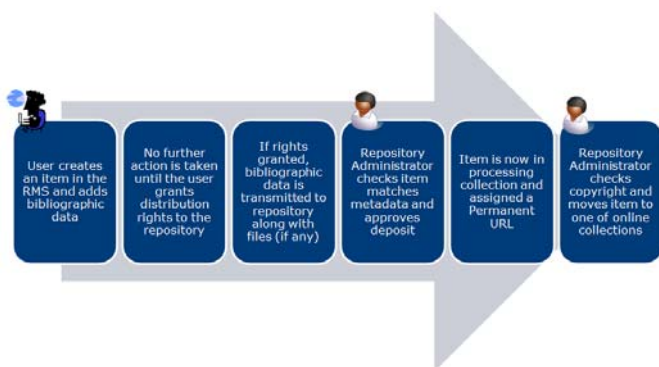 User creates
an item in the
RMS and adds
bibliographic
data
No further
action is taken
until the user
grants
distribution
rights to the
repository
If rights
granted,
bibliographic
data is
transmitted to
repository
along with
files (if any)
Repository
Administrator
checks item
matches
metadata and
approves
deposit
Item is now in
processing
collection and
assigned a
Permanent
URL
Repository
Administrator
checks
copyright and
moves item to
one of online
collections